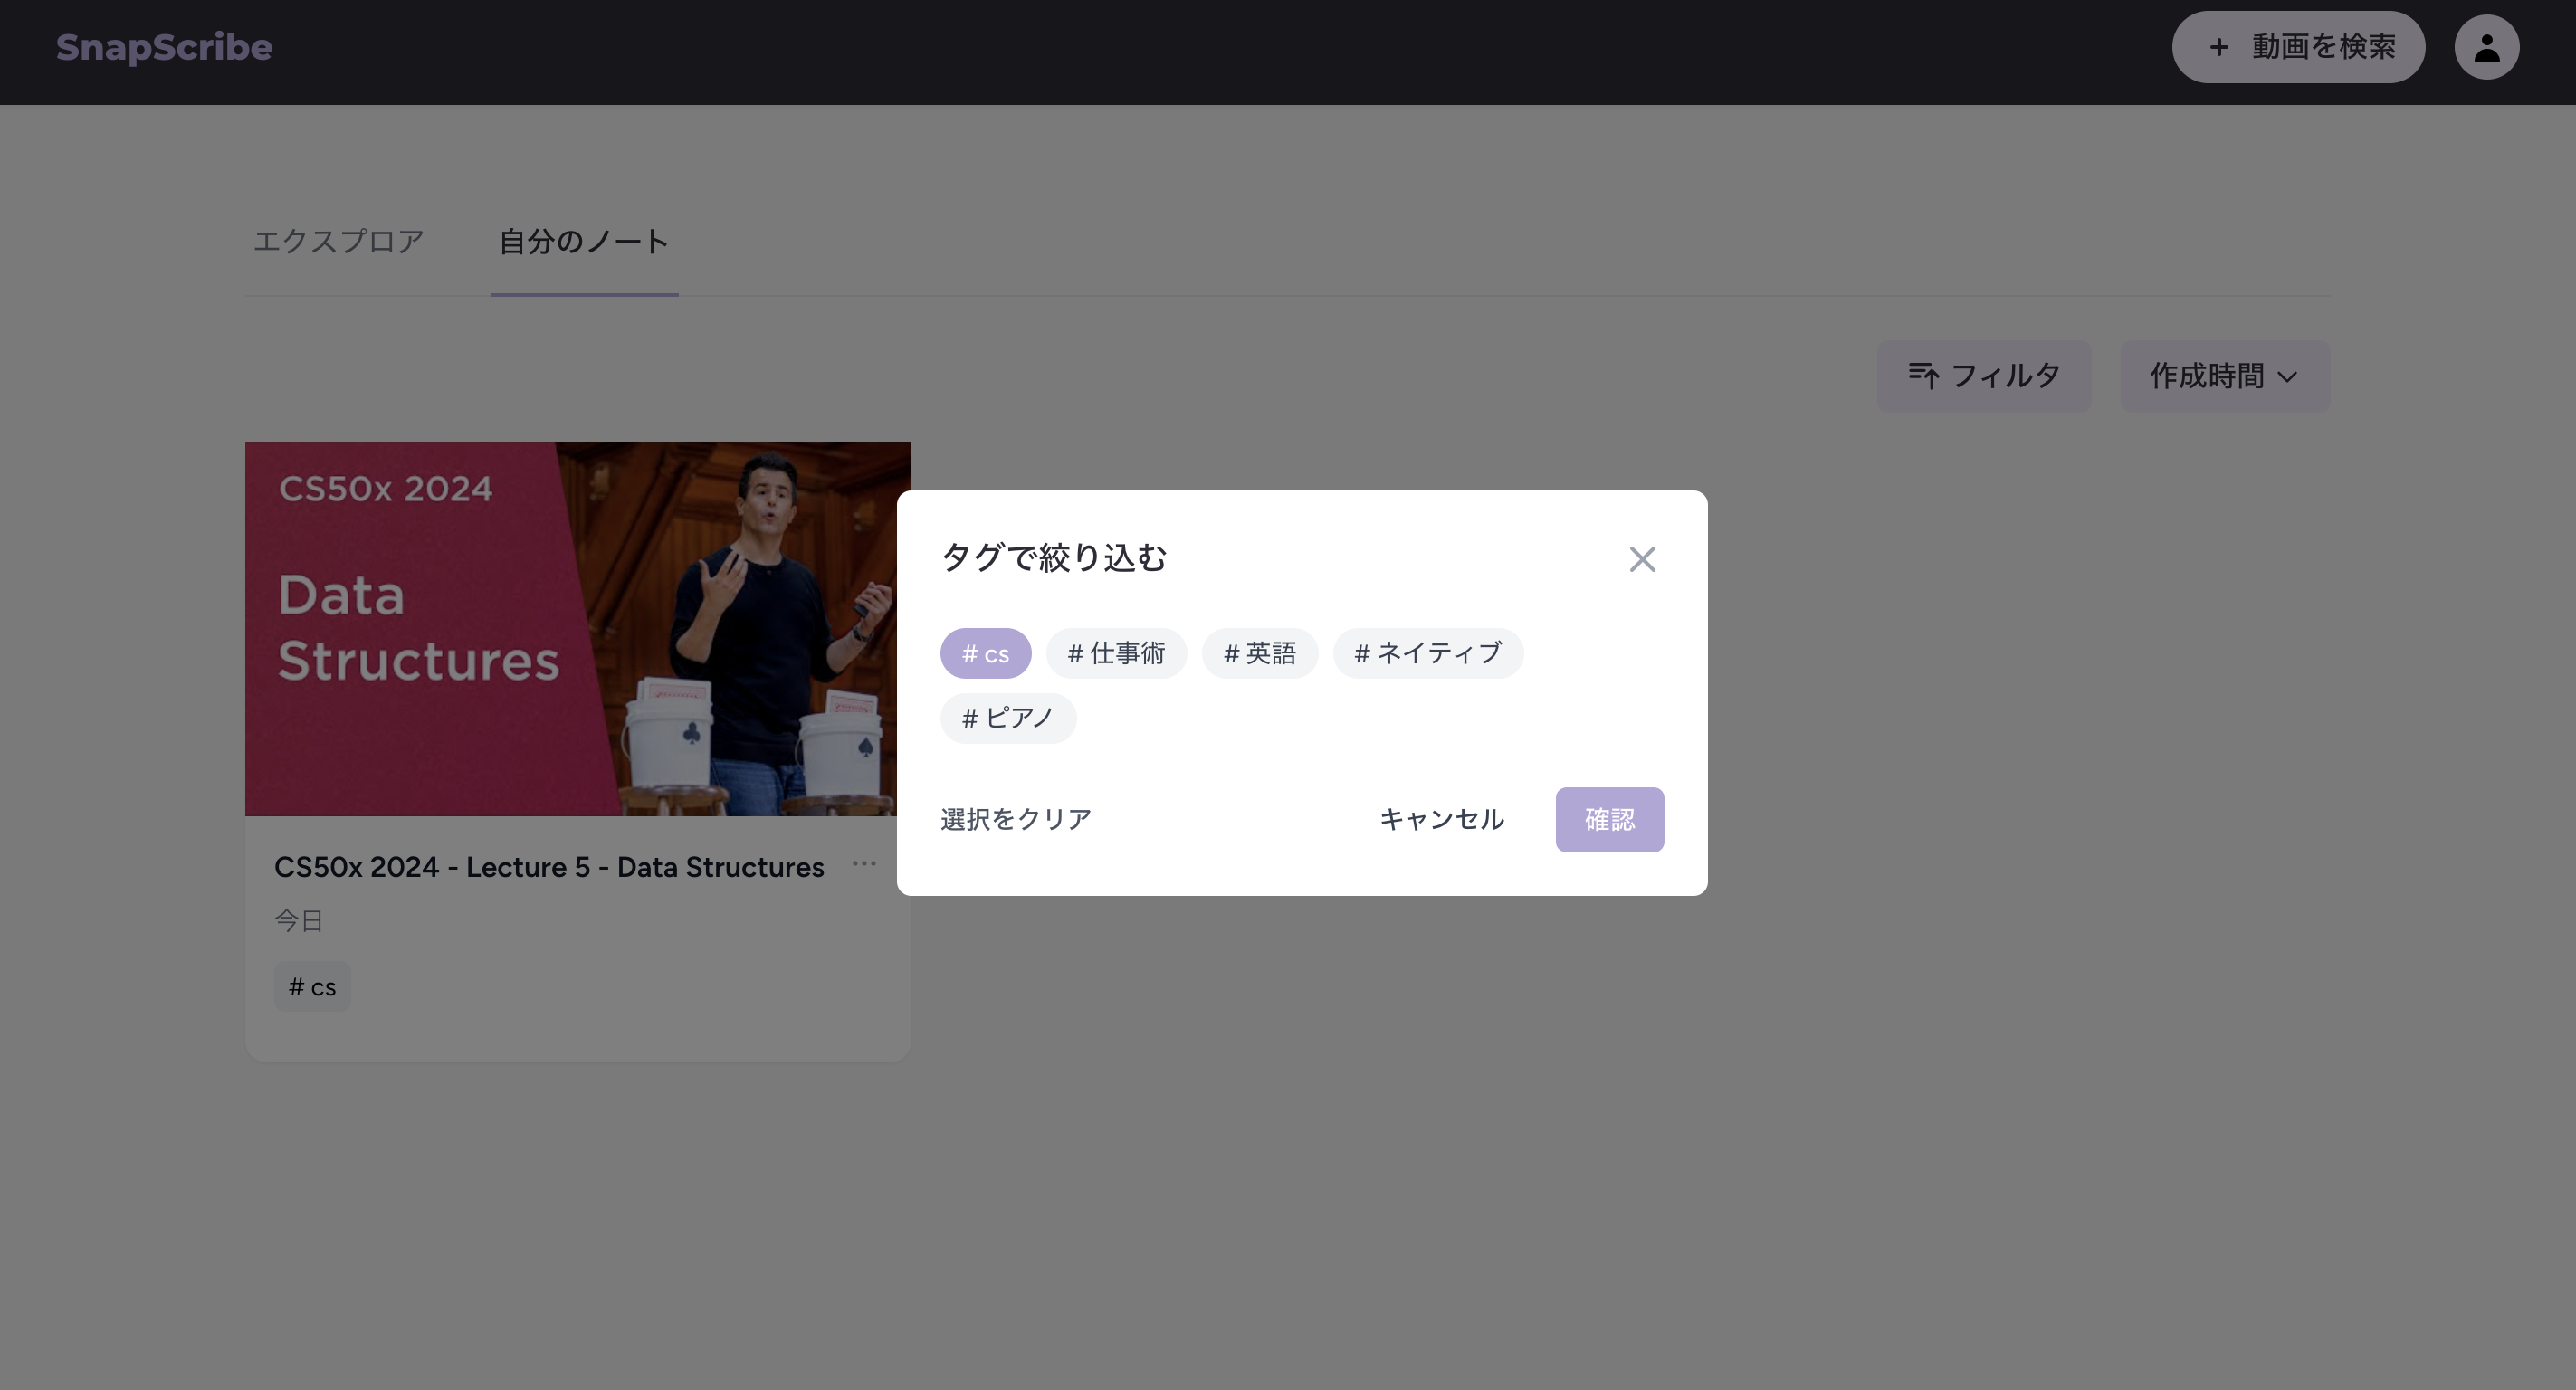 SnapScribe
+ 動画を検索
エクスプロア
自分のノート
フィルタ
作成時間
CS50x 2024
Data
Structures
CS50x 2024 - Lecture 5 - Data Structures
今日
# cs
タグで絞り込む
# cs # 仕事術 # 英語 # ネイティブ
# ピアノ
選択をクリア
キャンセル
確認